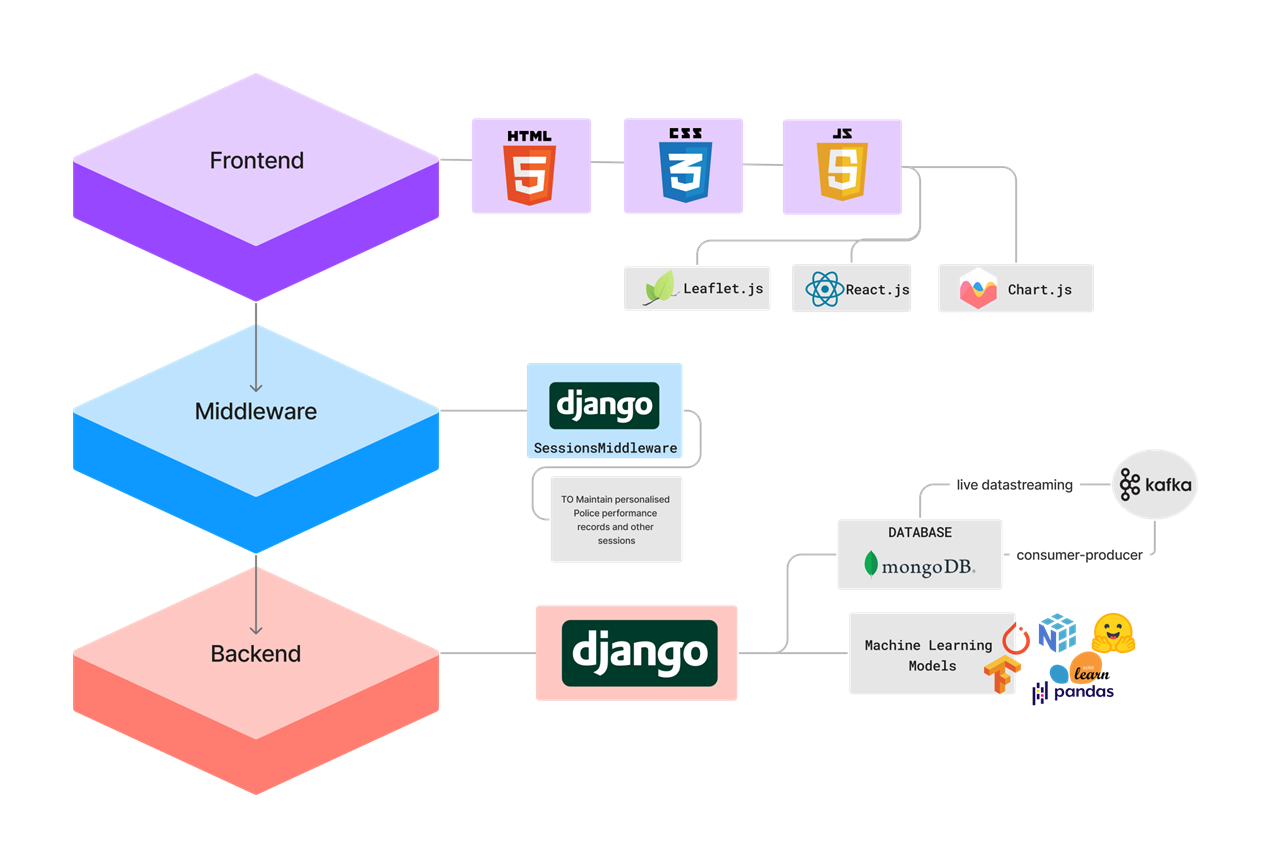 Frontend
HTML
5
CSS
3
JS
5
Leaflet.js
React.js
Chart.js
Middleware
django
SessionsMiddleware
TO Maintain personalised
Police performance
records and other
sessions
live datastreaming
kafka
DATABASE
mongoDB®
consumer-producer
Backend
django
Machine Learning
Models
learn
pandas